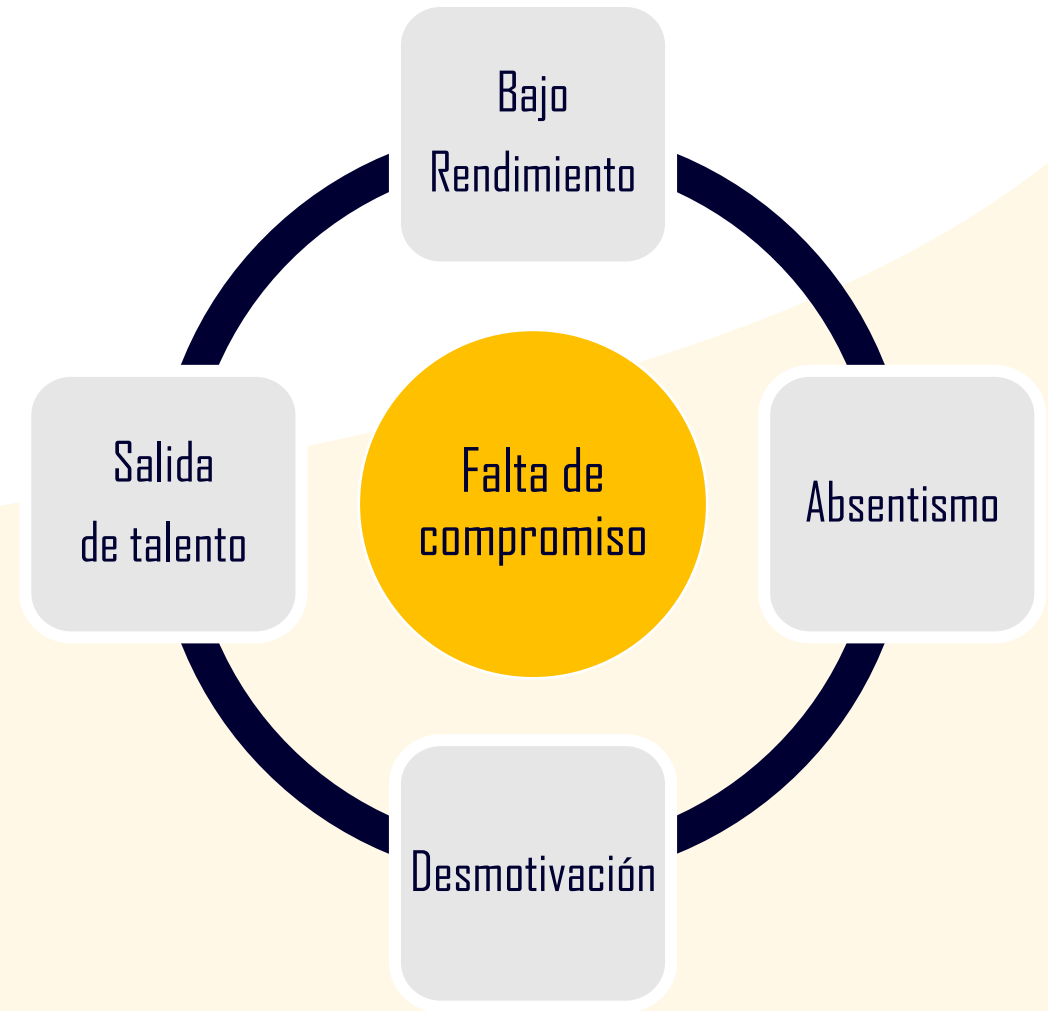 Bajo
Rendimiento
Salida
de talento
Falta de
compromiso
Absentismo
Desmotivación